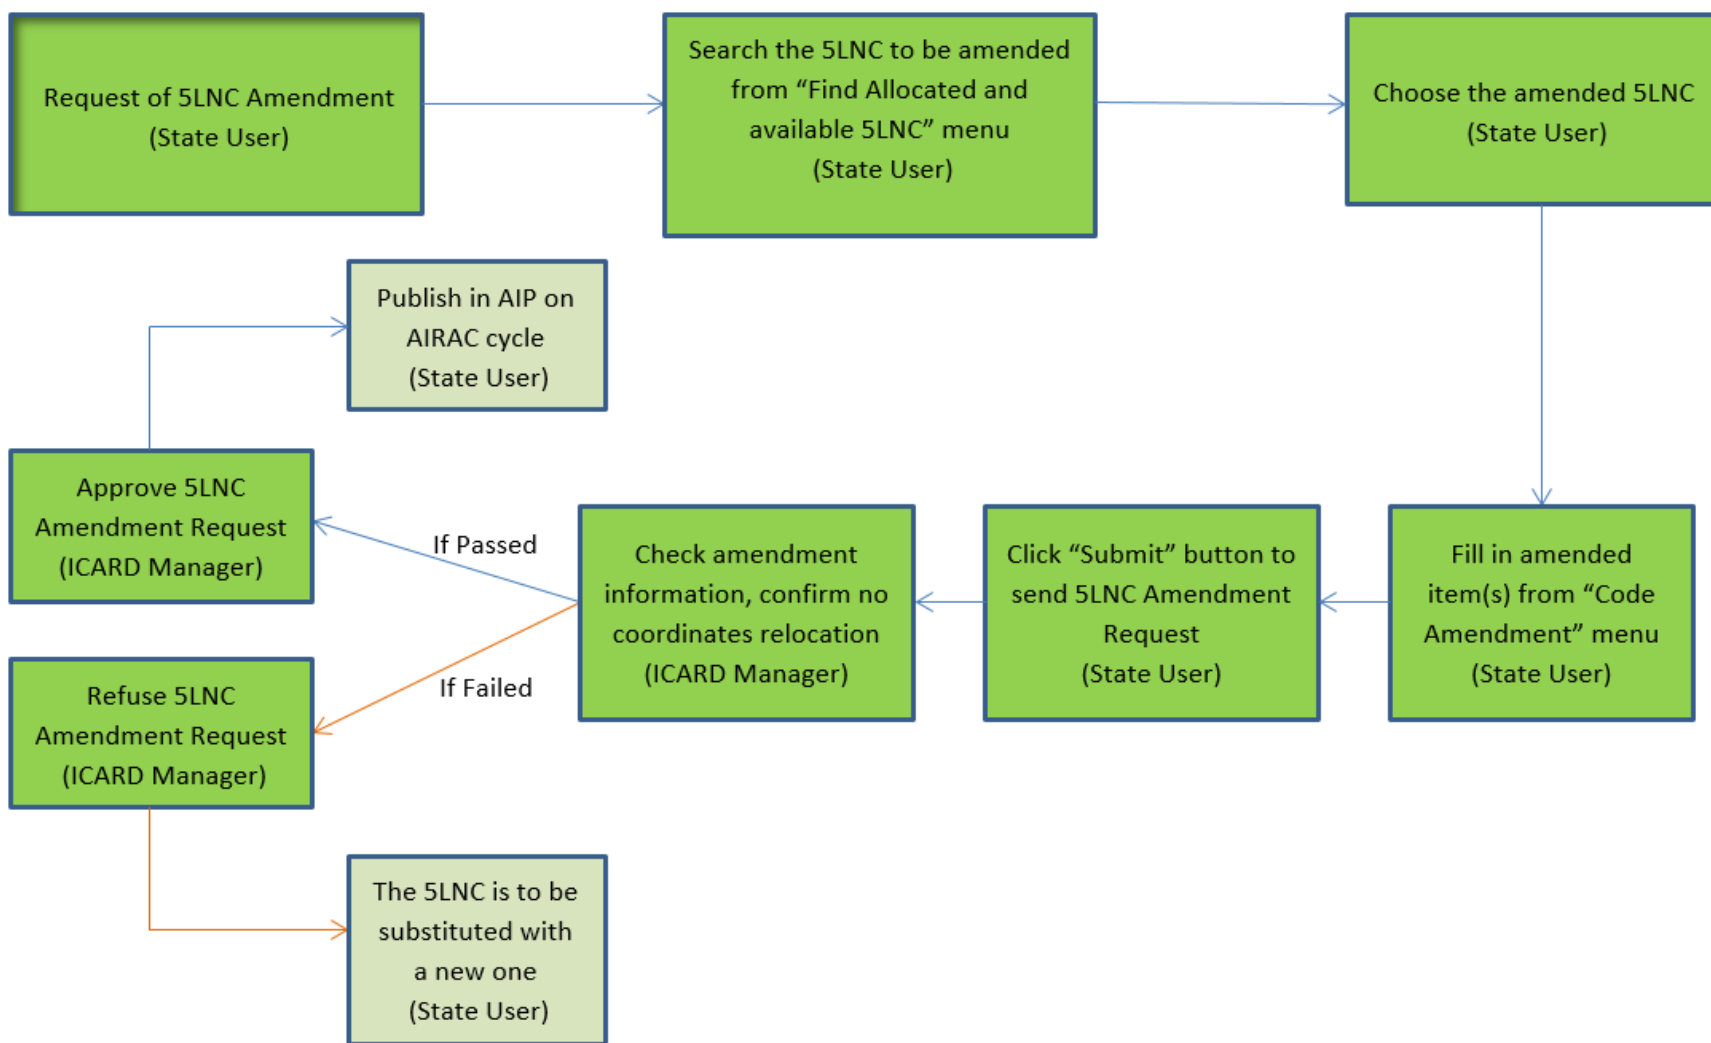 Request of 5LNC Amendment
(State User)
Search the 5LNC to be amended
from “Find Allocated and
available 5LNC” menu
(State User)
Choose the amended 5LNC
(State User)
Fill in amended
item(s) from “Code
Amendment” menu
(State User)
Click “Submit” button to
send 5LNC Amendment
Request
(State User)
Check amendment
information, confirm no
coordinates relocation
(ICARD Manager)
If Passed
Approve 5LNC
Amendment Request
(ICARD Manager)
Publish in AIP on
AIRAC cycle
(State User)
If Failed
Refuse 5LNC
Amendment Request
(ICARD Manager)
The 5LNC is to be
substituted with
a new one
(State User)